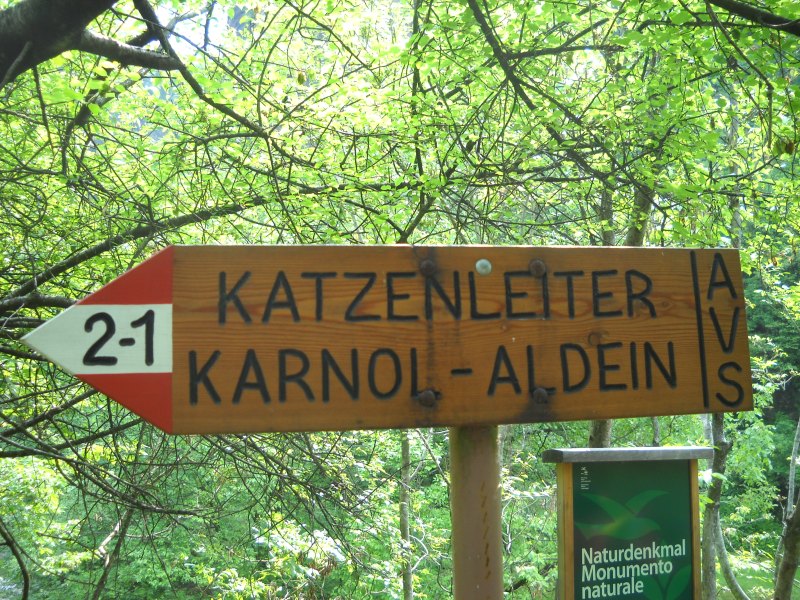 2-1
KATZENLEITER
KARNOL-ALDEIN
AVS
Naturdenkmal
Monumento
naturale